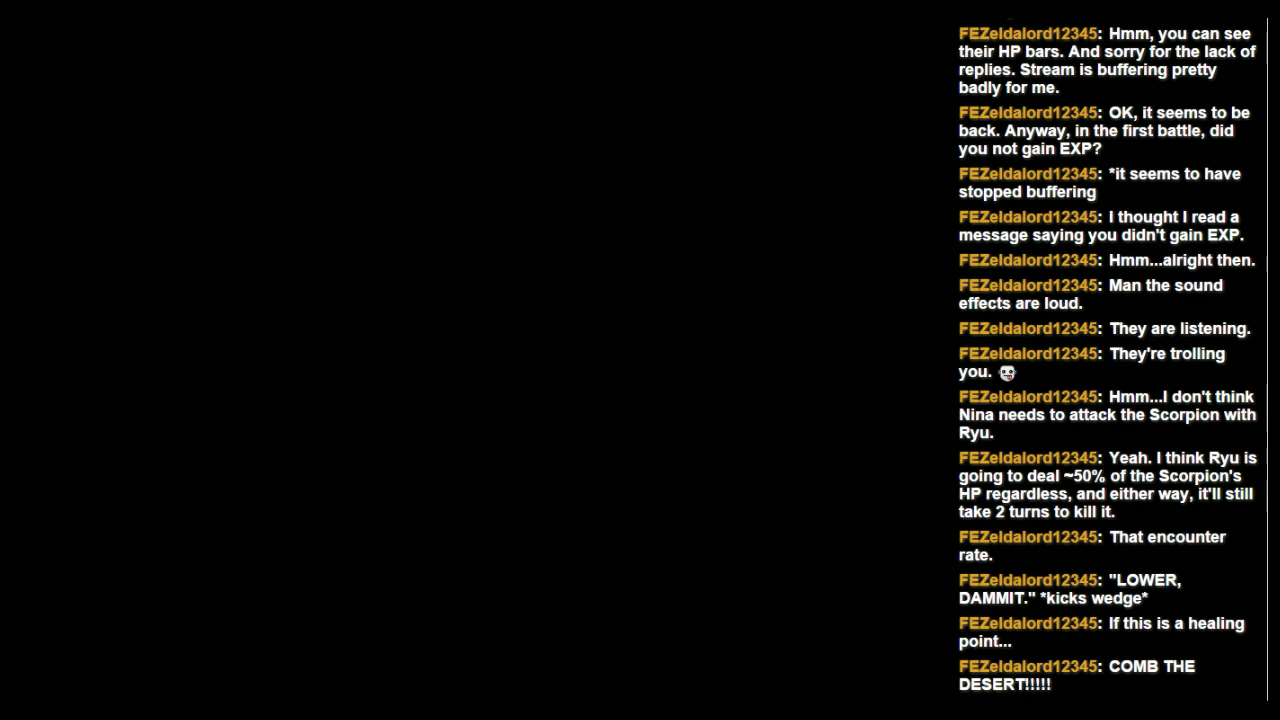 FEZeldalord12345: Hmm, you can see
their HP bars. And sorry for the lack of
replies. Stream is buffering pretty
badly for me.
FEZeldalord12345: OK, it seems to be
back. Anyway, in the first battle, did
you not gain EXP?
FEZeldalord12345: *it seems to have
stopped buffering
FEZeldalord12345: I thought I read a
message saying you didn't gain EXP.
FEZeldalord12345: Hmm...alright then.
FEZeldalord12345: Man the sound
effects are loud.
FEZeldalord12345: They are listening.
FEZeldalord12345: They're trolling
you.
FEZeldalord12345: Hmm...I don't think
Nina needs to attack the Scorpion with
Ryu.
FEZeldalord12345: Yeah. I think Ryu is
going to deal ~50% of the Scorpion's
HP regardless, and either way, it'll still
take 2 turns to kill it.
FEZeldalord12345: That encounter
rate.
FEZeldalord12345: "LOWER,
DAMMIT." *kicks wedge*
FEZeldalord12345: If this is a healing
point...
FEZeldalord12345: COMB THE
DESERT!!!!!